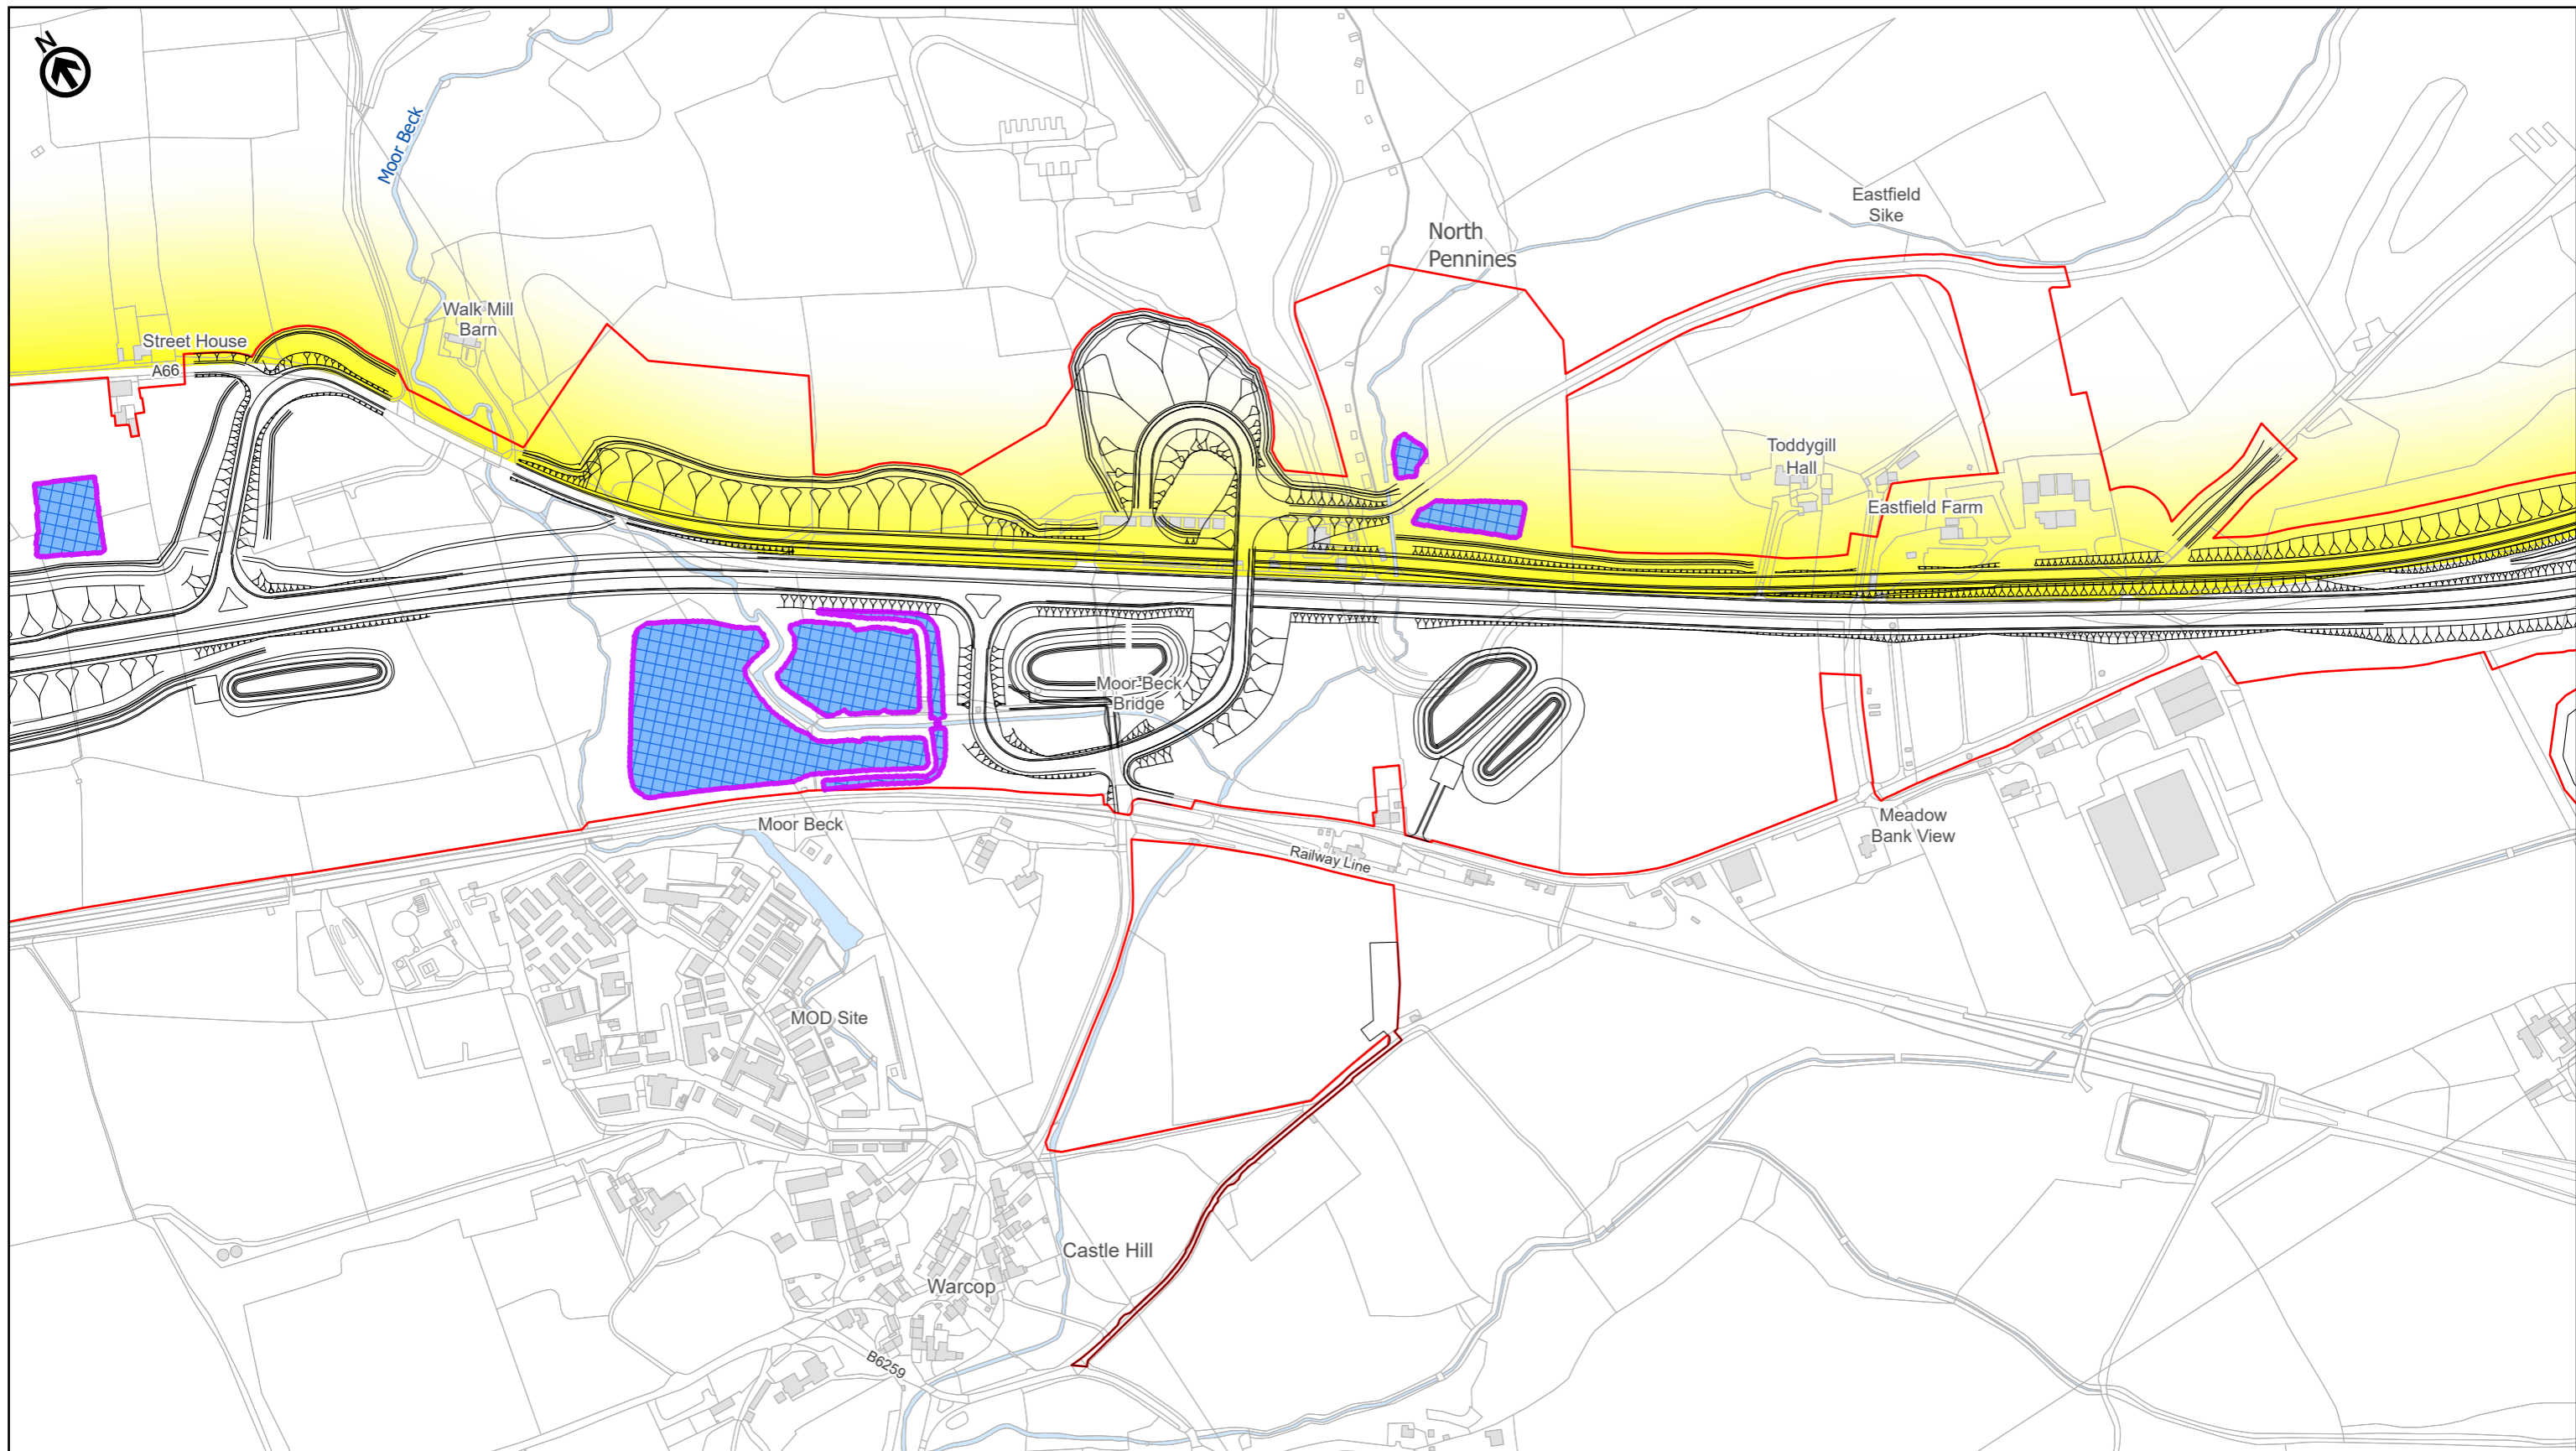 N
Moor Beck
Eastfield
Sike
North
Pennines
Walk Mill
Barn
Street House
A66
Toddygill
Hall
Eastfield Farm
Moor Beck
Bridge
Moor Beck
Meadow
Bank View
Railway Line
MOD Site
Castle Hill
Warcop
B6259